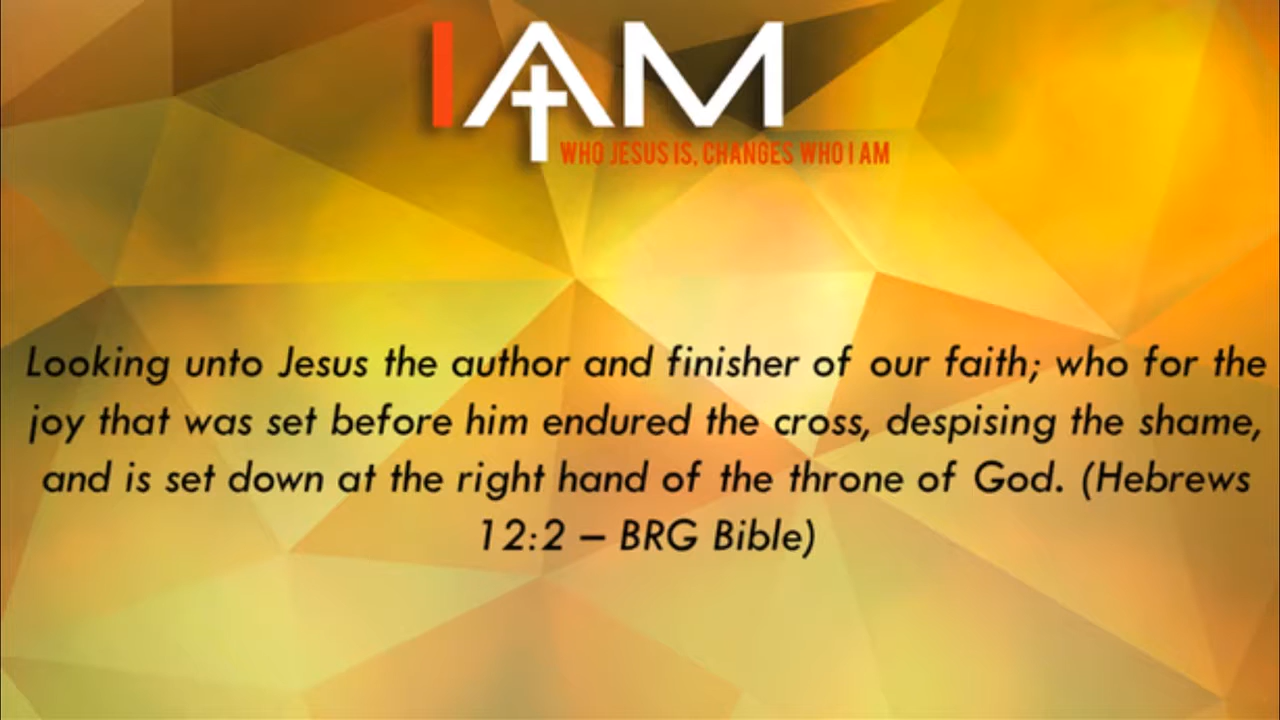 I AM
WHO JESUS IS, CHANGES WHO I AM
Looking unto Jesus the author and finisher of our faith; who for the
joy that was set before him endured the cross, despising the shame,
and is set down at the right hand of the throne of God. (Hebrews
12:2 – BRG Bible)